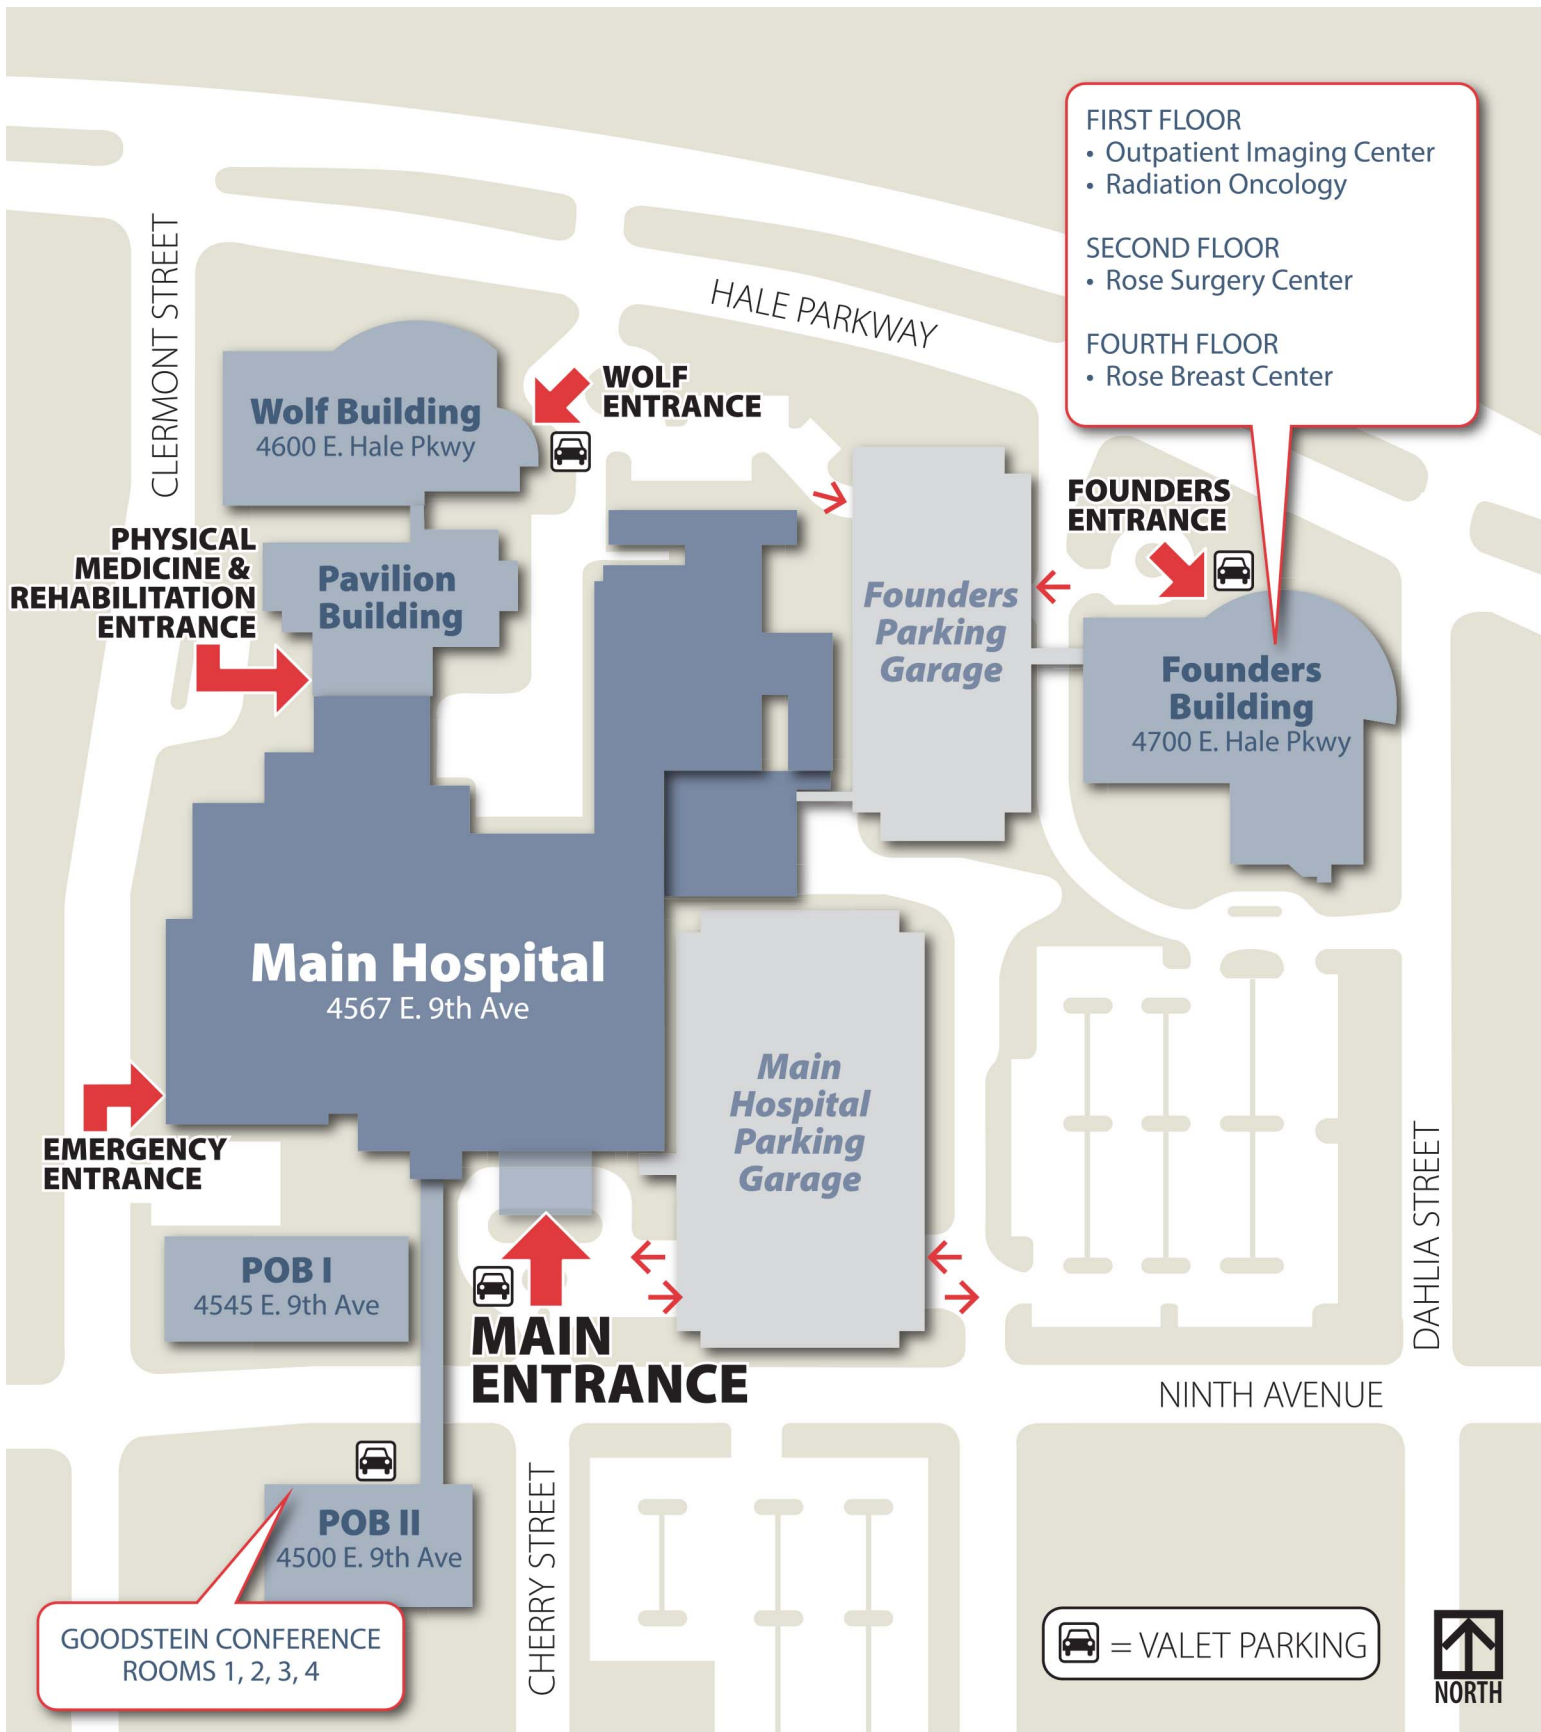 FIRST FLOOR
• Outpatient Imaging Center
• Radiation Oncology
SECOND FLOOR
• Rose Surgery Center
FOURTH FLOOR
• Rose Breast Center
CLERMONT STREET
HALE PARKWAY
WOLF
ENTRANCE
Wolf Building
4600 E. Hale Pkwy
FOUNDERS
ENTRANCE
PHYSICAL
MEDICINE &
REHABILITATION
ENTRANCE
Pavilion
Building
Founders
Parking
Garage
Founders
Building
4700 E. Hale Pkwy
Main Hospital
4567 E. 9th Ave
Main
Hospital
Parking
Garage
EMERGENCY
ENTRANCE
DAHLIA STREET
POB I
4545 E. 9th Ave
MAIN
ENTRANCE
NINTH AVENUE
CHERRY STREET
POB II
4500 E. 9th Ave
GOODSTEIN CONFERENCE
ROOMS 1, 2, 3, 4
= VALET PARKING
NORTH